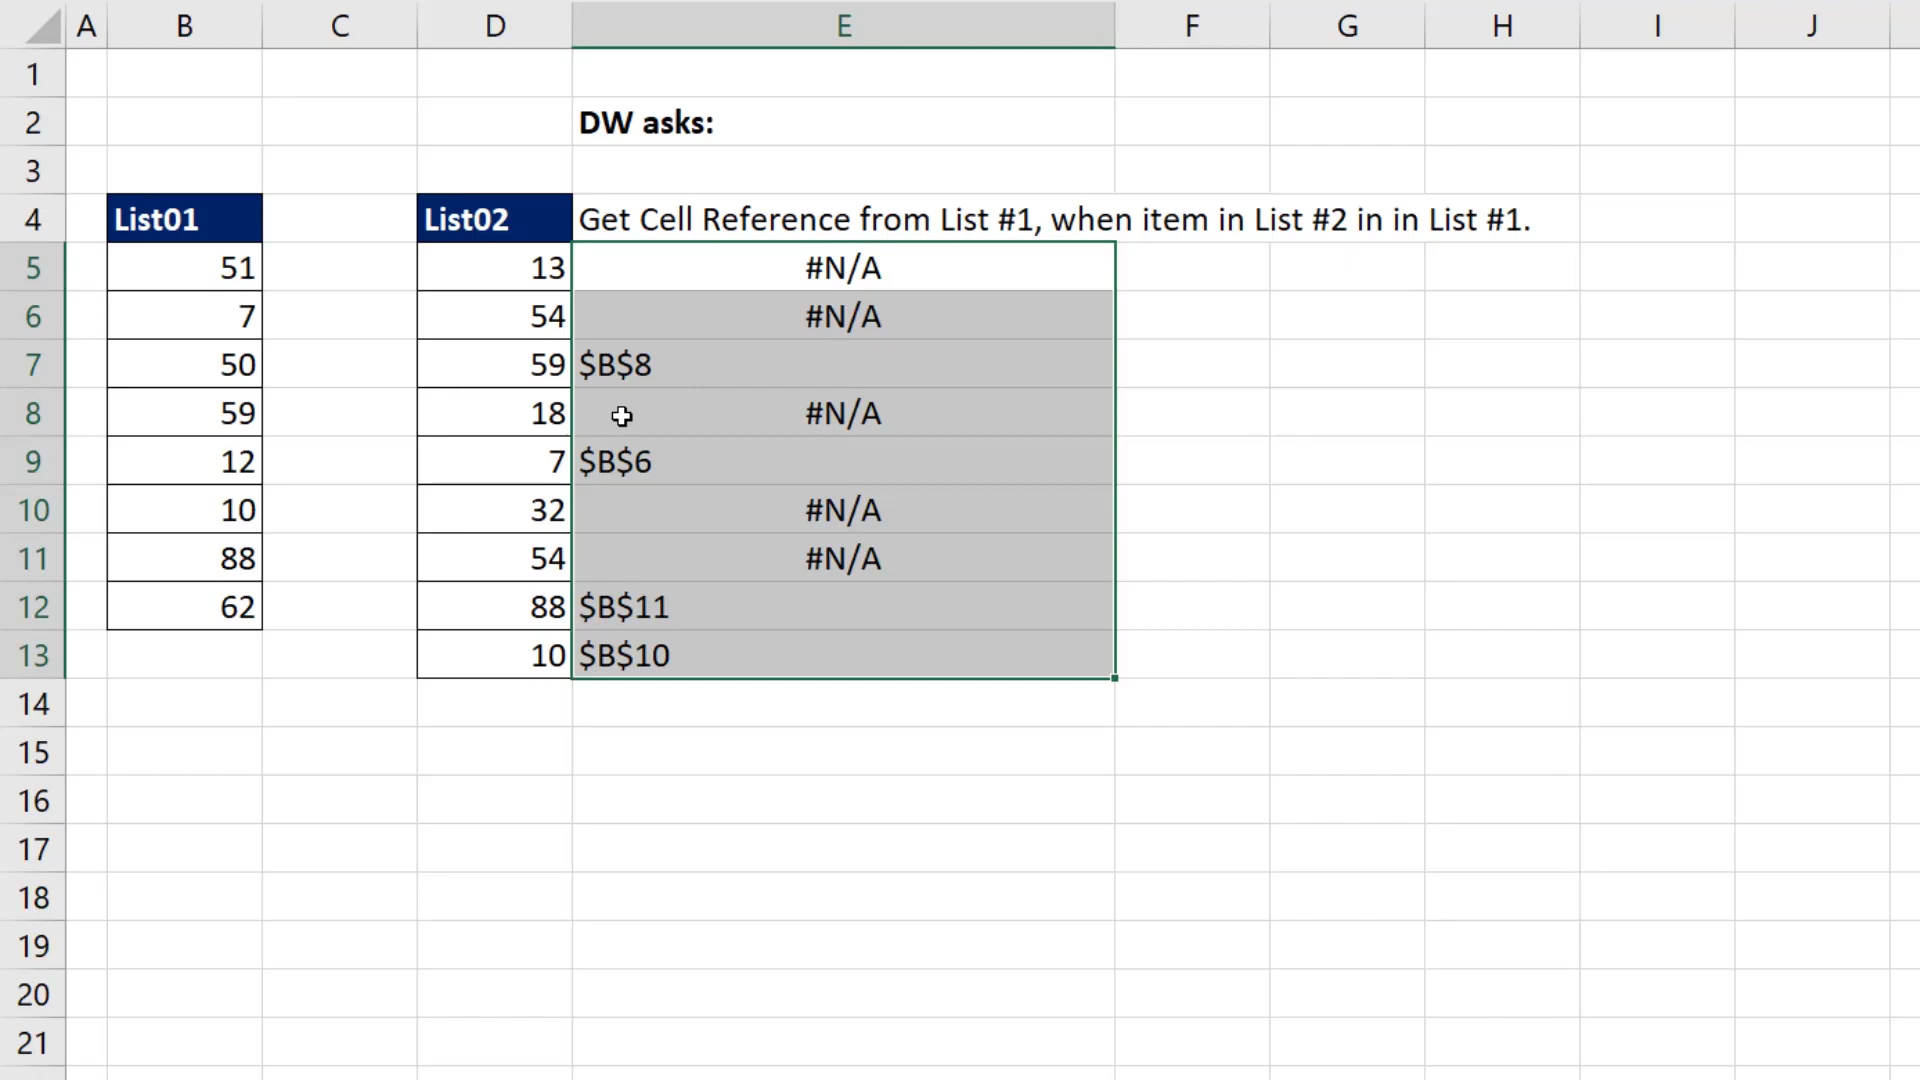 A B C D E F G H I J
1
2 DW asks:
3
4 List01 List02 Get Cell Reference from List #1, when item in List #2 in in List #1.
5 51 13 #N/A
6 7 54 #N/A
7 50 59 $B$8
8 59 18 #N/A
9 12 7 $B$6
10 10 32 #N/A
11 88 54 #N/A
12 62 88 $B$11
13 10 $B$10
14
15
16
17
18
19
20
21